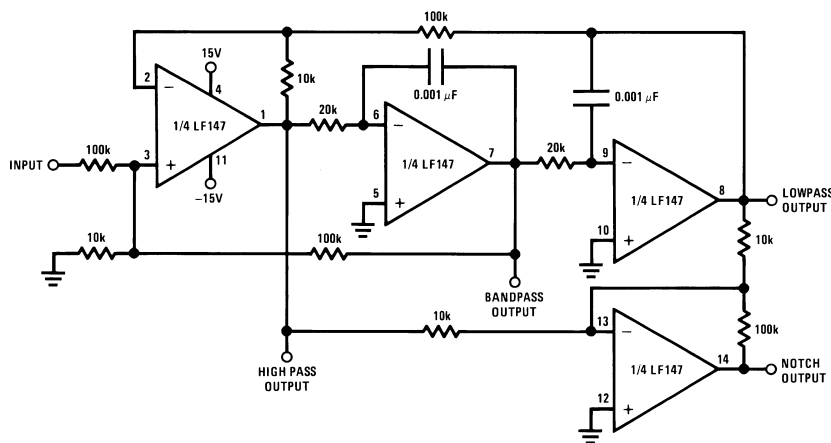 100k
15V
2
−
4
10k
0.001 μF
0.001 μF
1/4 LF147
1
20k
6
−
INPUT
100k
3
+
11
−15V
1/4 LF147
7
20k
9
−
5
+
1/4 LF147
8
LOWPASS
OUTPUT
10k
100k
10
+
10k
BANDPASS
OUTPUT
10k
13
−
100k
HIGH PASS
OUTPUT
1/4 LF147
14
NOTCH
OUTPUT
12
+